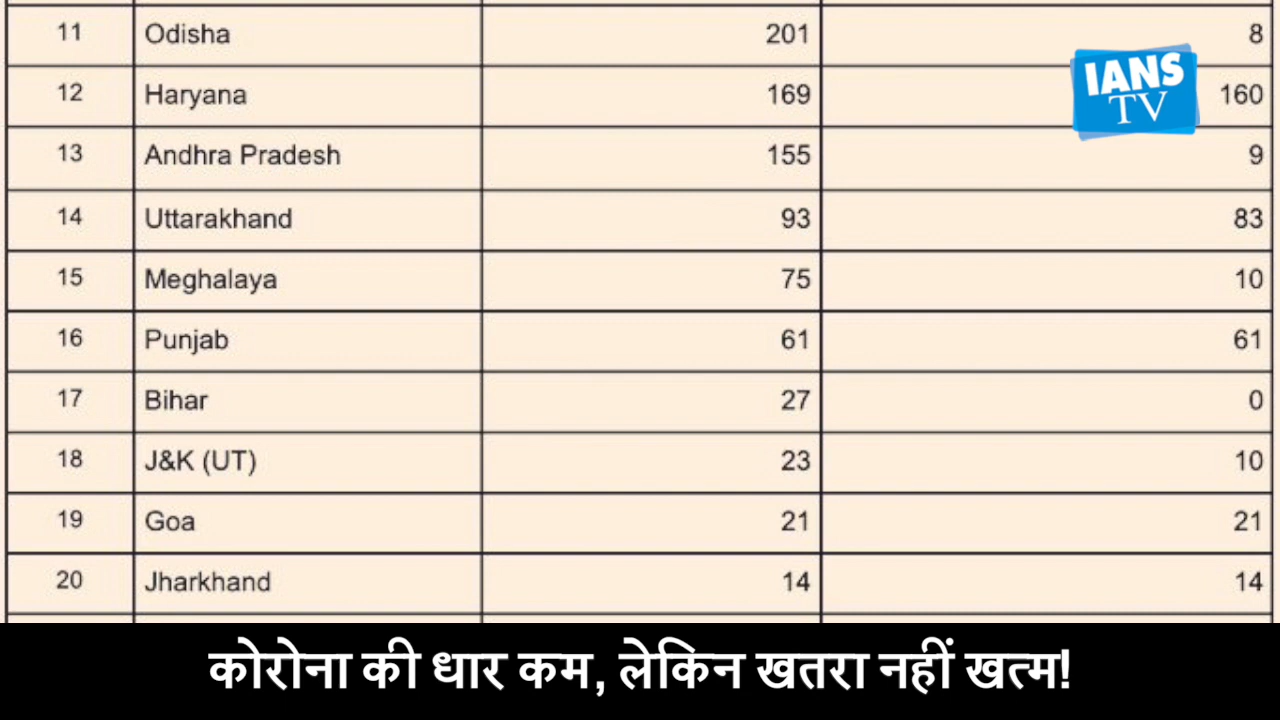 11 Odisha 201 8
12 Haryana 169 160
13 Andhra Pradesh 155 9
14 Uttarakhand 93 83
15 Meghalaya 75 10
16 Punjab 61 61
17 Bihar 27 0
18 J&K (UT) 23 10
19 Goa 21 21
20 Jharkhand 14 14
IANS
TV
कोरोना की धार कम, लेकिन खतरा नहीं खत्म!